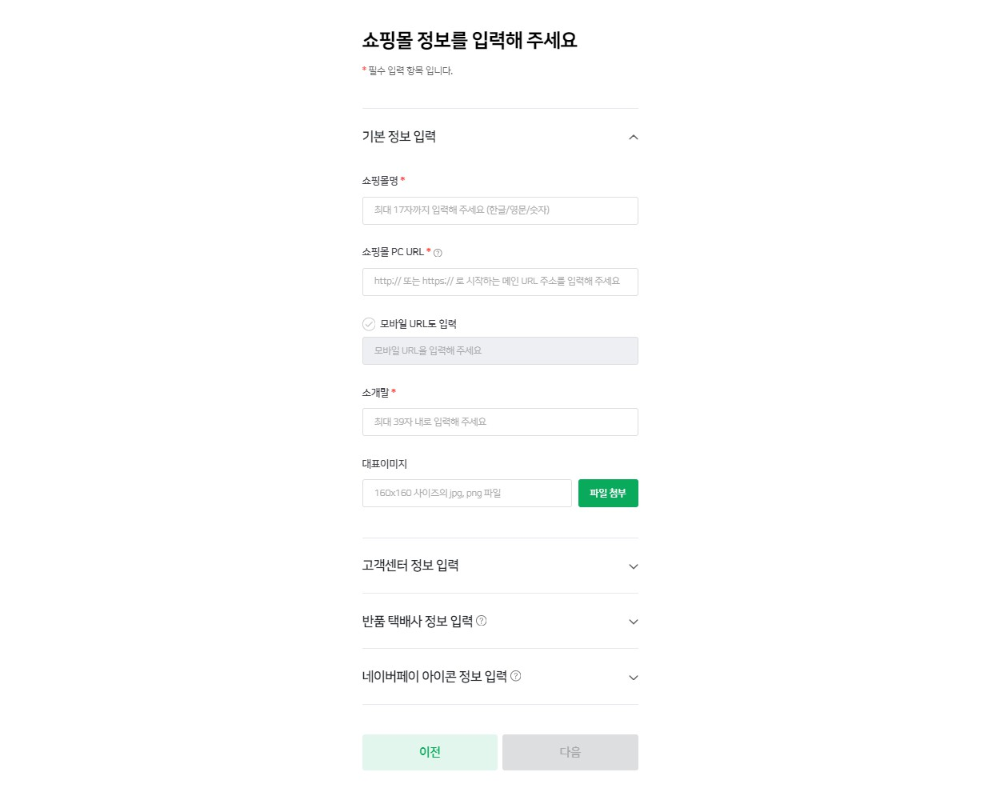 쇼핑몰 정보를 입력해 주세요
* 필수 입력 항목 입니다.
기본 정보 입력
쇼핑몰명 *
최대 17자까지 입력해 주세요 (한글/영문/숫자)
쇼핑몰 PC URL * ?
http:// 또는 https:// 로 시작하는 메인 URL 주소를 입력해 주세요
모바일 URL도 입력
모바일 URL을 입력해 주세요
소개말 *
최대 39자 내로 입력해 주세요
대표이미지
160x160 사이즈의 jpg, png 파일
파일 첨부
고객센터 정보 입력
반품 택배사 정보 입력 ?
네이버페이 아이콘 정보 입력 ?
이전
다음